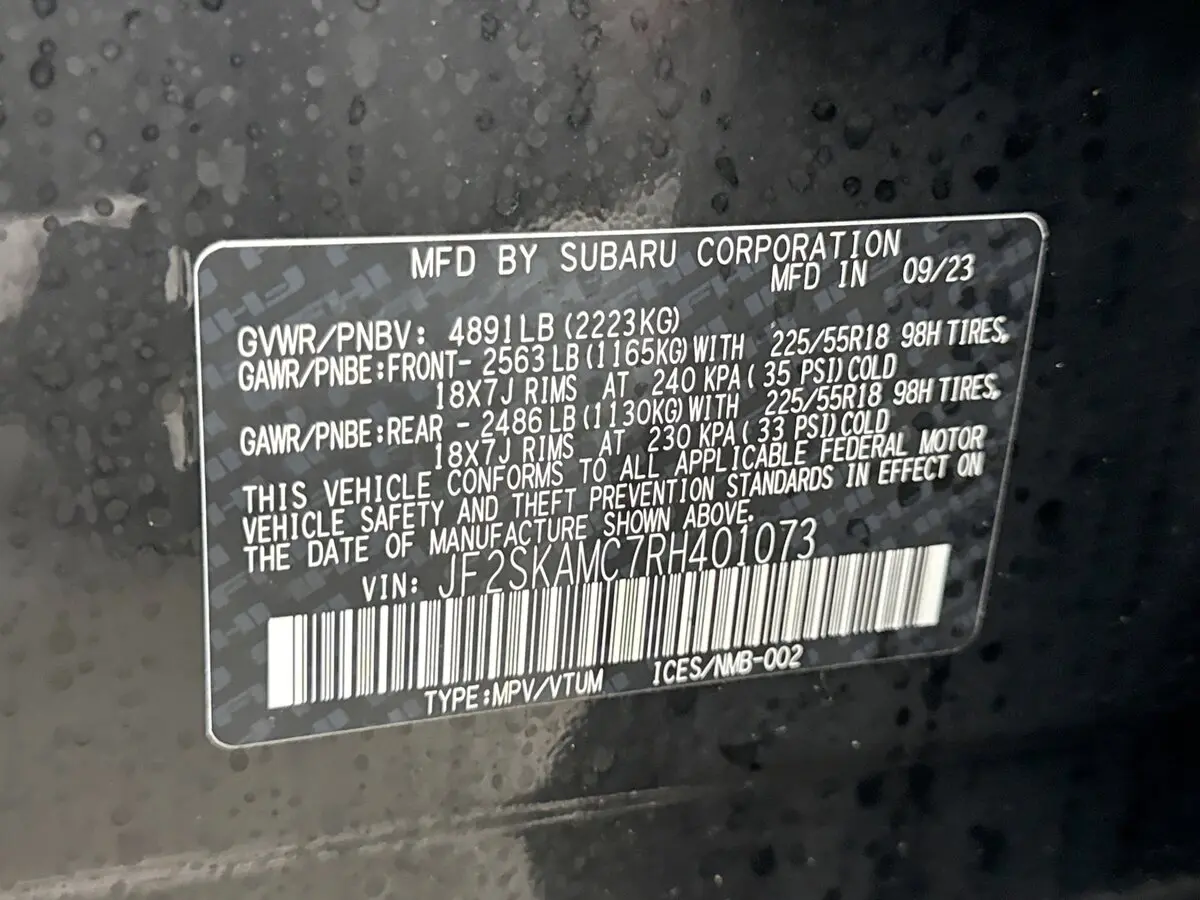 MFD BY SUBARU CORPORATION
MFD IN 09/23
GVWR/PNBV: 4891LB(2223KG)
GAWR/PNBE:FRONT- 2563LB(1165KG)WITH 225/55R18 98H TIRES,
18X7J RIMS AT 240 KPA( 35 PSI)COLD
GAWR/PNBE:REAR - 2486LB(1130KG)WITH 225/55R18 98H TIRES,
18X7J RIMS AT 230 KPA( 33 PSI)COLD
THIS VEHICLE CONFORMS TO ALL APPLICABLE FEDERAL MOTOR
VEHICLE SAFETY AND THEFT PREVENTION STANDARDS IN EFFECT ON
THE DATE OF MANUFACTURE SHOWN ABOVE.
VIN: JF2SKAMC7RH401073
TYPE:MPV/VTUM ICES/NMB-002